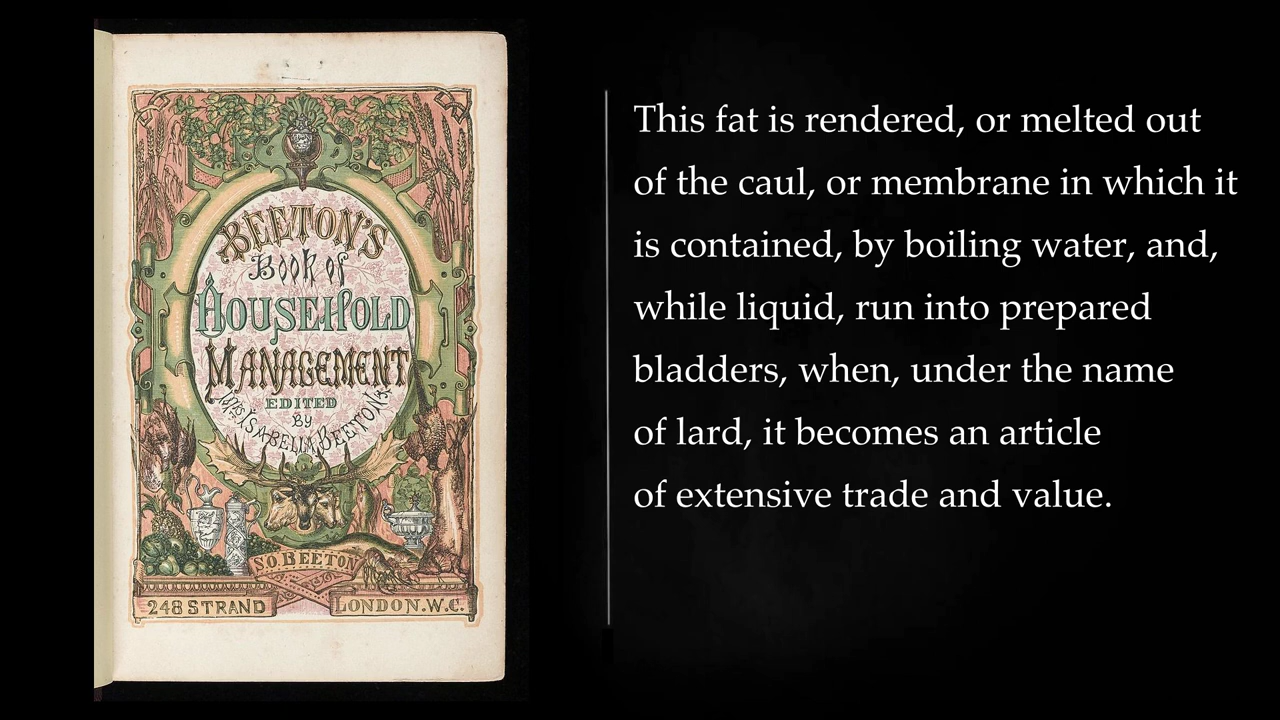 BEETON'S
Book of
HOUSEHOLD
MANAGEMENT
EDITED
By
MRS ISABELLA BEETON.
S.O. BEETON
248 STRAND
LONDON. W.C.
This fat is rendered, or melted out
of the caul, or membrane in which it
is contained, by boiling water, and,
while liquid, run into prepared
bladders, when, under the name
of lard, it becomes an article
of extensive trade and value.